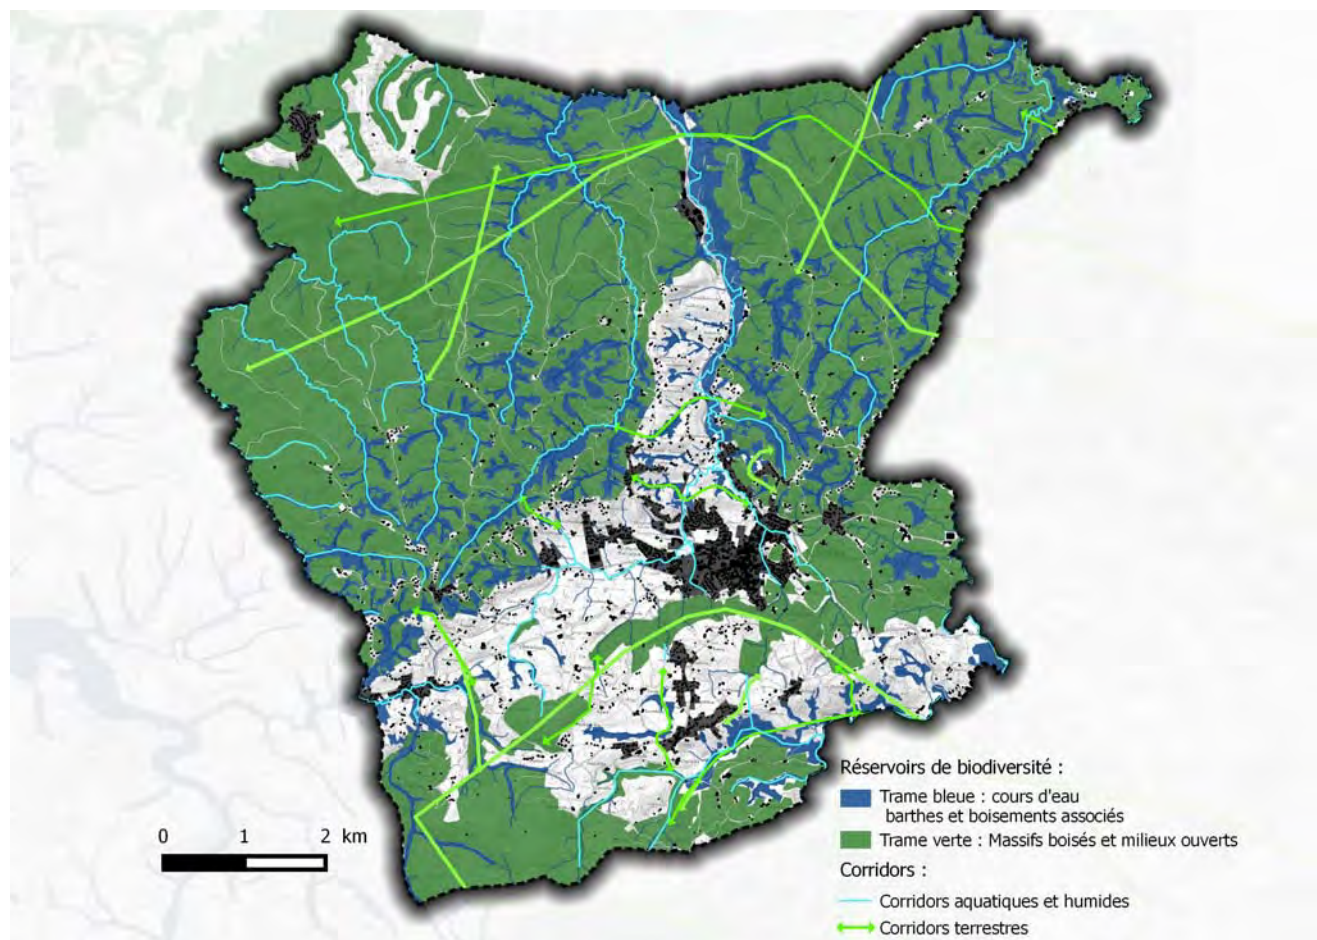 Réservoirs de biodiversité :
Trame bleue : cours d'eau
barthes et boisements associés
Trame verte : Massifs boisés et milieux ouverts
Corridors :
Corridors aquatiques et humides
Corridors terrestres
0 1 2 km